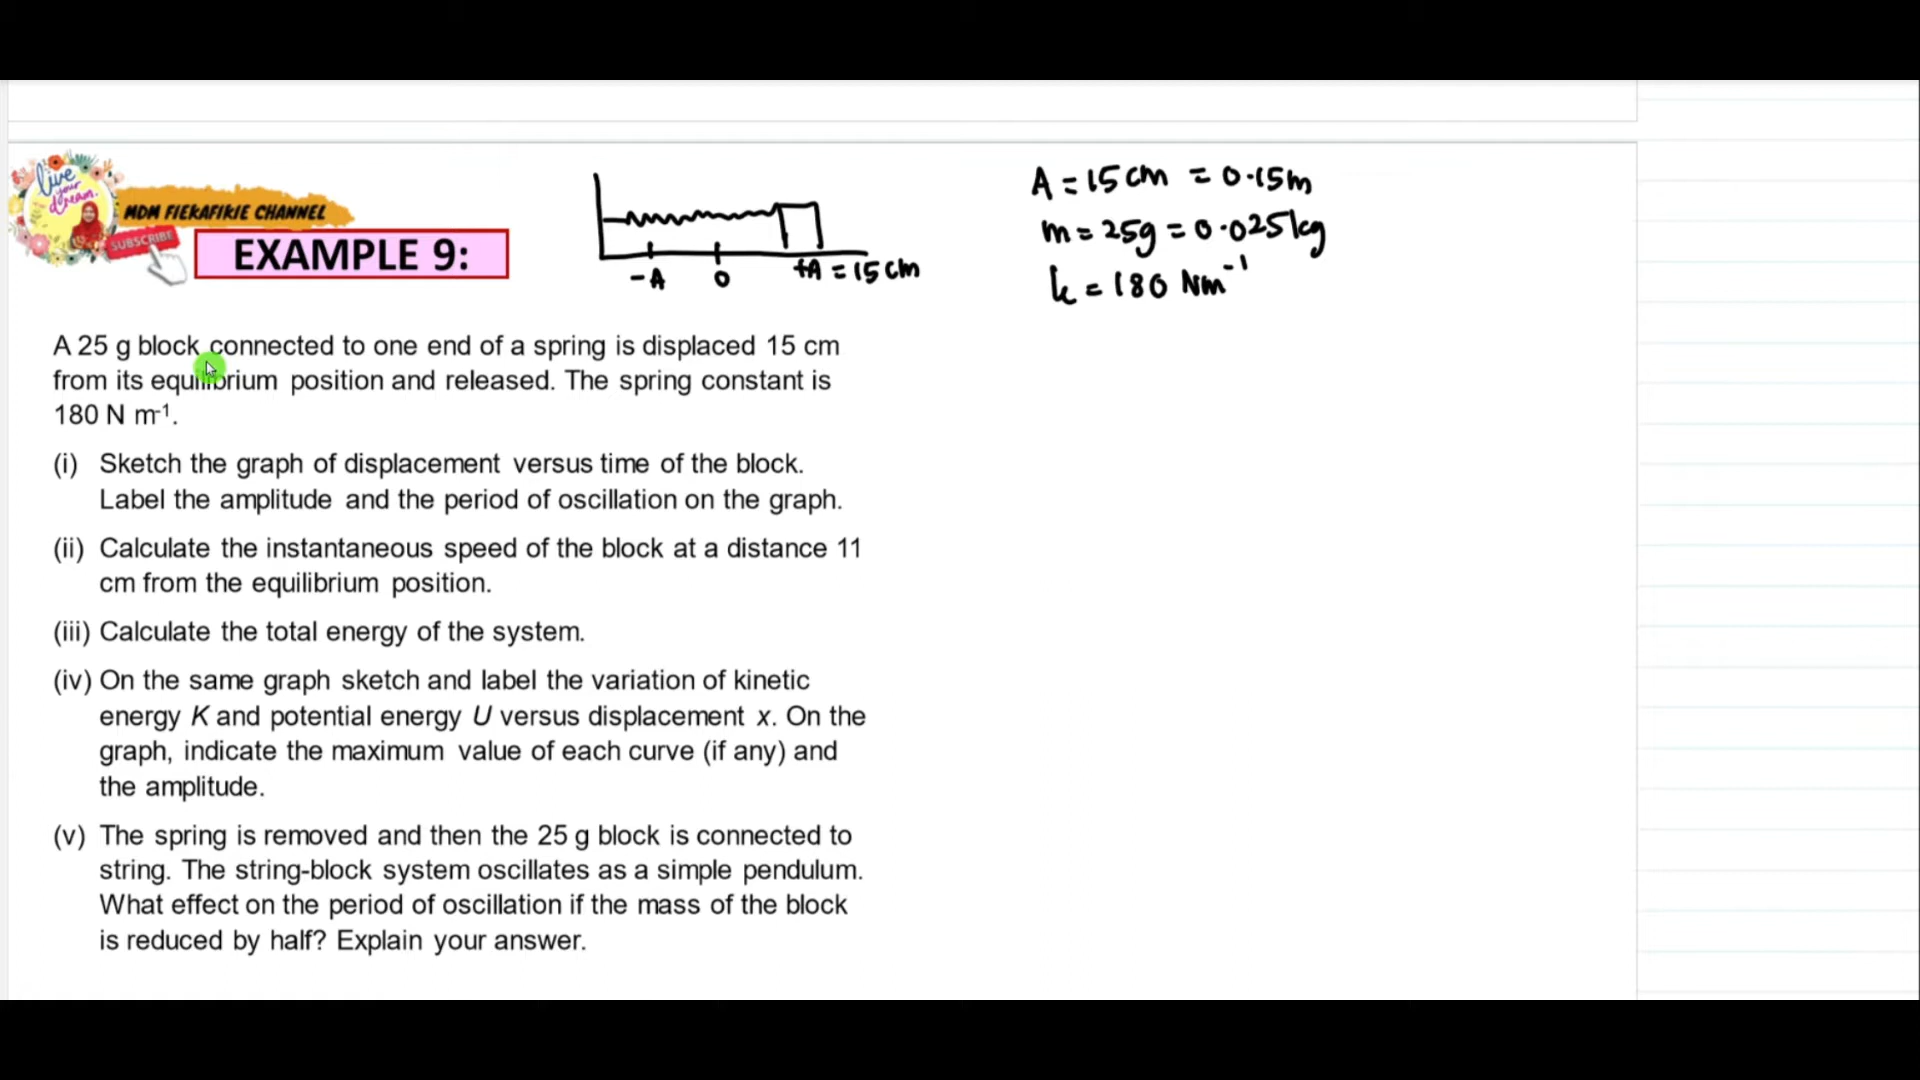 live
your
dream.
MDM FIEKAFIKIE CHANNEL
SUBSCRIBE
EXAMPLE 9:
-A 0 +A = 15 cm
A = 15 cm = 0.15m
m = 25g = 0.025 kg
k = 180 Nm⁻¹
A 25 g block connected to one end of a spring is displaced 15 cm
from its equilibrium position and released. The spring constant is
180 N m⁻¹.
(i) Sketch the graph of displacement versus time of the block.
Label the amplitude and the period of oscillation on the graph.
(ii) Calculate the instantaneous speed of the block at a distance 11
cm from the equilibrium position.
(iii) Calculate the total energy of the system.
(iv) On the same graph sketch and label the variation of kinetic
energy K and potential energy U versus displacement x. On the
graph, indicate the maximum value of each curve (if any) and
the amplitude.
(v) The spring is removed and then the 25 g block is connected to
string. The string-block system oscillates as a simple pendulum.
What effect on the period of oscillation if the mass of the block
is reduced by half? Explain your answer.